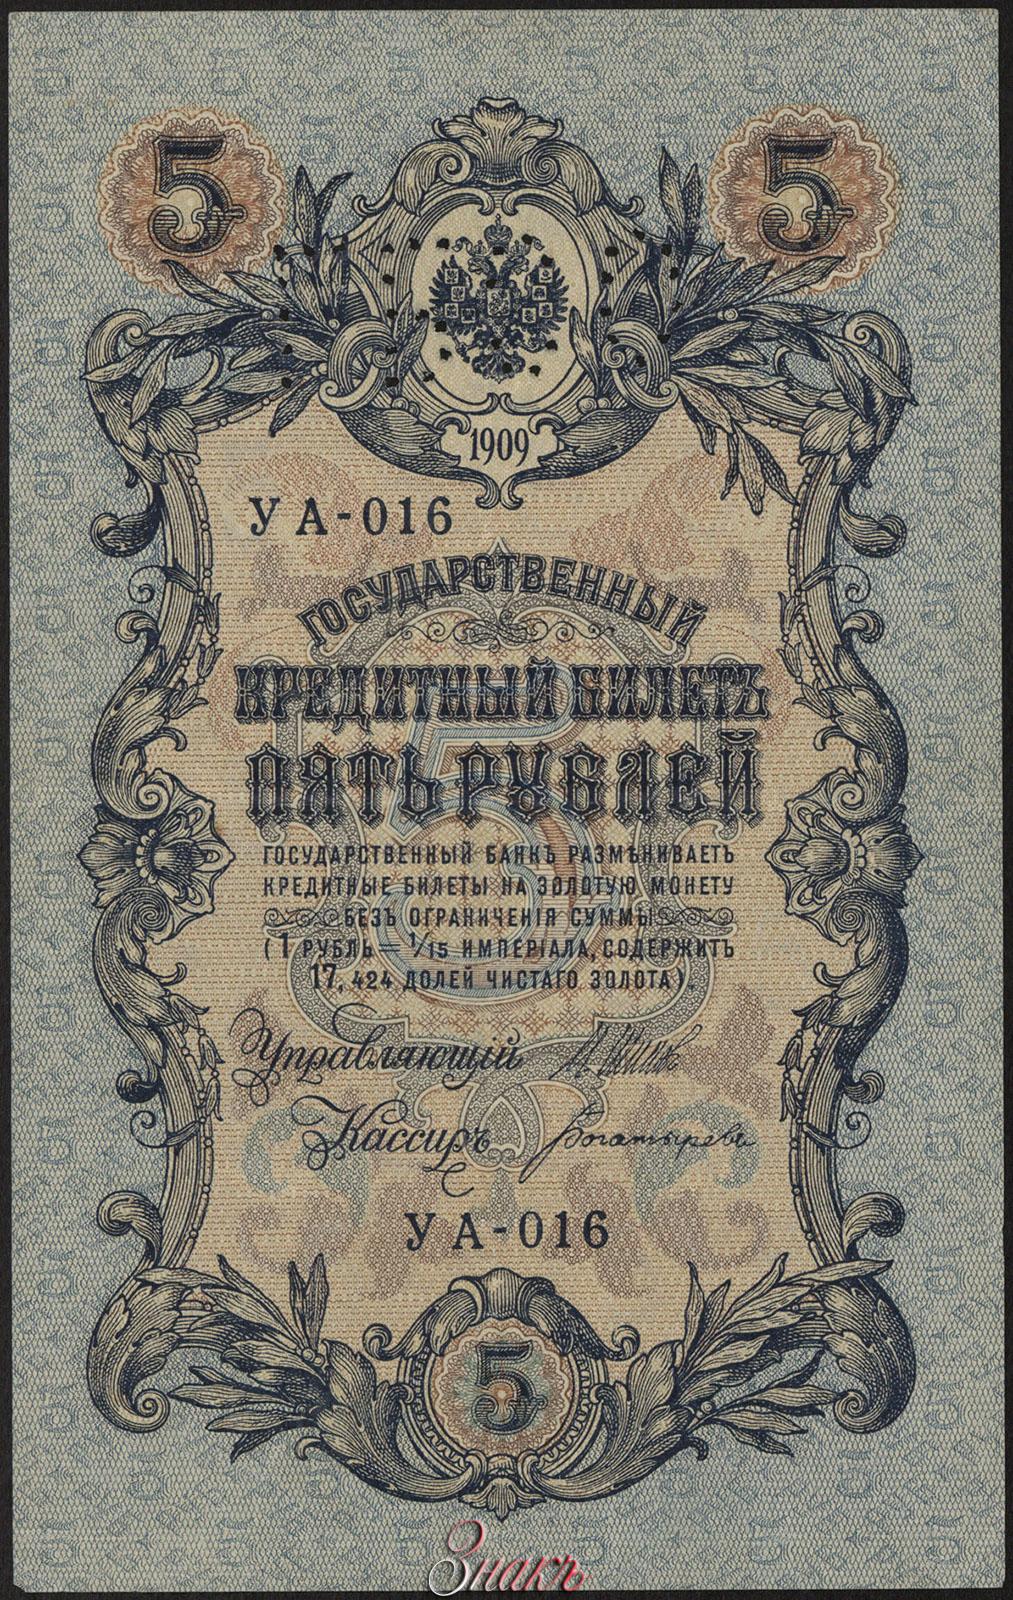 5 5
1909
УА-016
ГОСУДАРСТВЕННЫЙ
КРЕДИТНЫЙ БИЛЕТЪ
ПЯТЬ РУБЛЕЙ
5
ГОСУДАРСТВЕННЫЙ БАНКЪ РАЗМѢНИВАЕТЪ
КРЕДИТНЫЕ БИЛЕТЫ НА ЗОЛОТУЮ МОНЕТУ
БЕЗЪ ОГРАНИЧЕНІЯ СУММЫ
(1 РУБЛЬ = 1/15 ИМПЕРІАЛА, СОДЕРЖИТЪ
17,424 ДОЛЕЙ ЧИСТАГО ЗОЛОТА).
Управляющій
Кассиръ Богатыревъ
УА-016
5
Знакъ